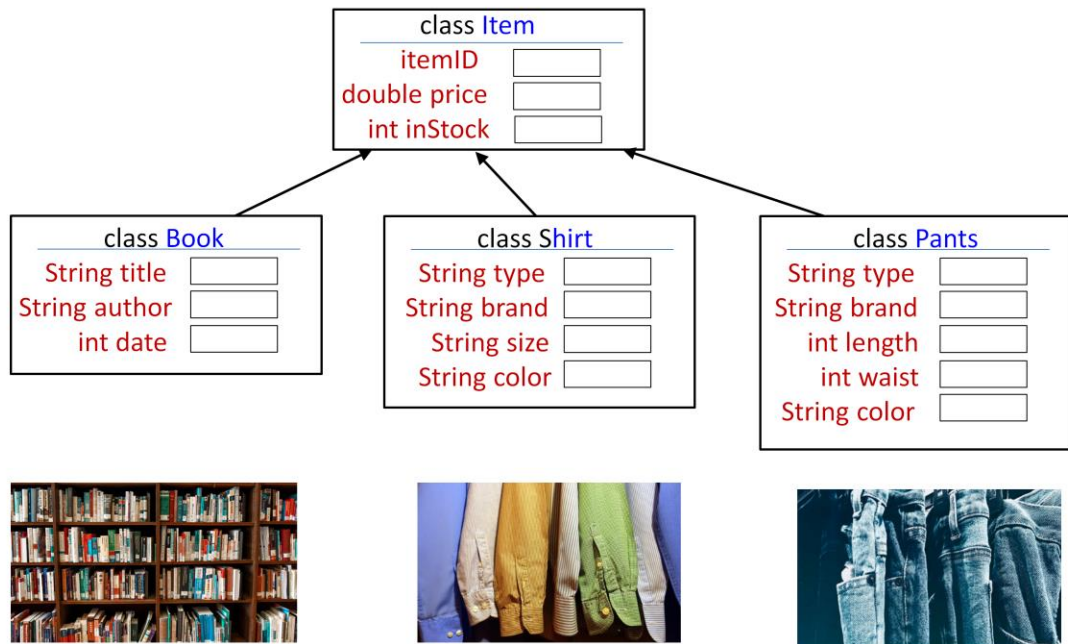 class Item
itemID
double price
int inStock
class Book
String title
String author
int date
class Shirt
String type
String brand
String size
String color
class Pants
String type
String brand
int length
int waist
String color